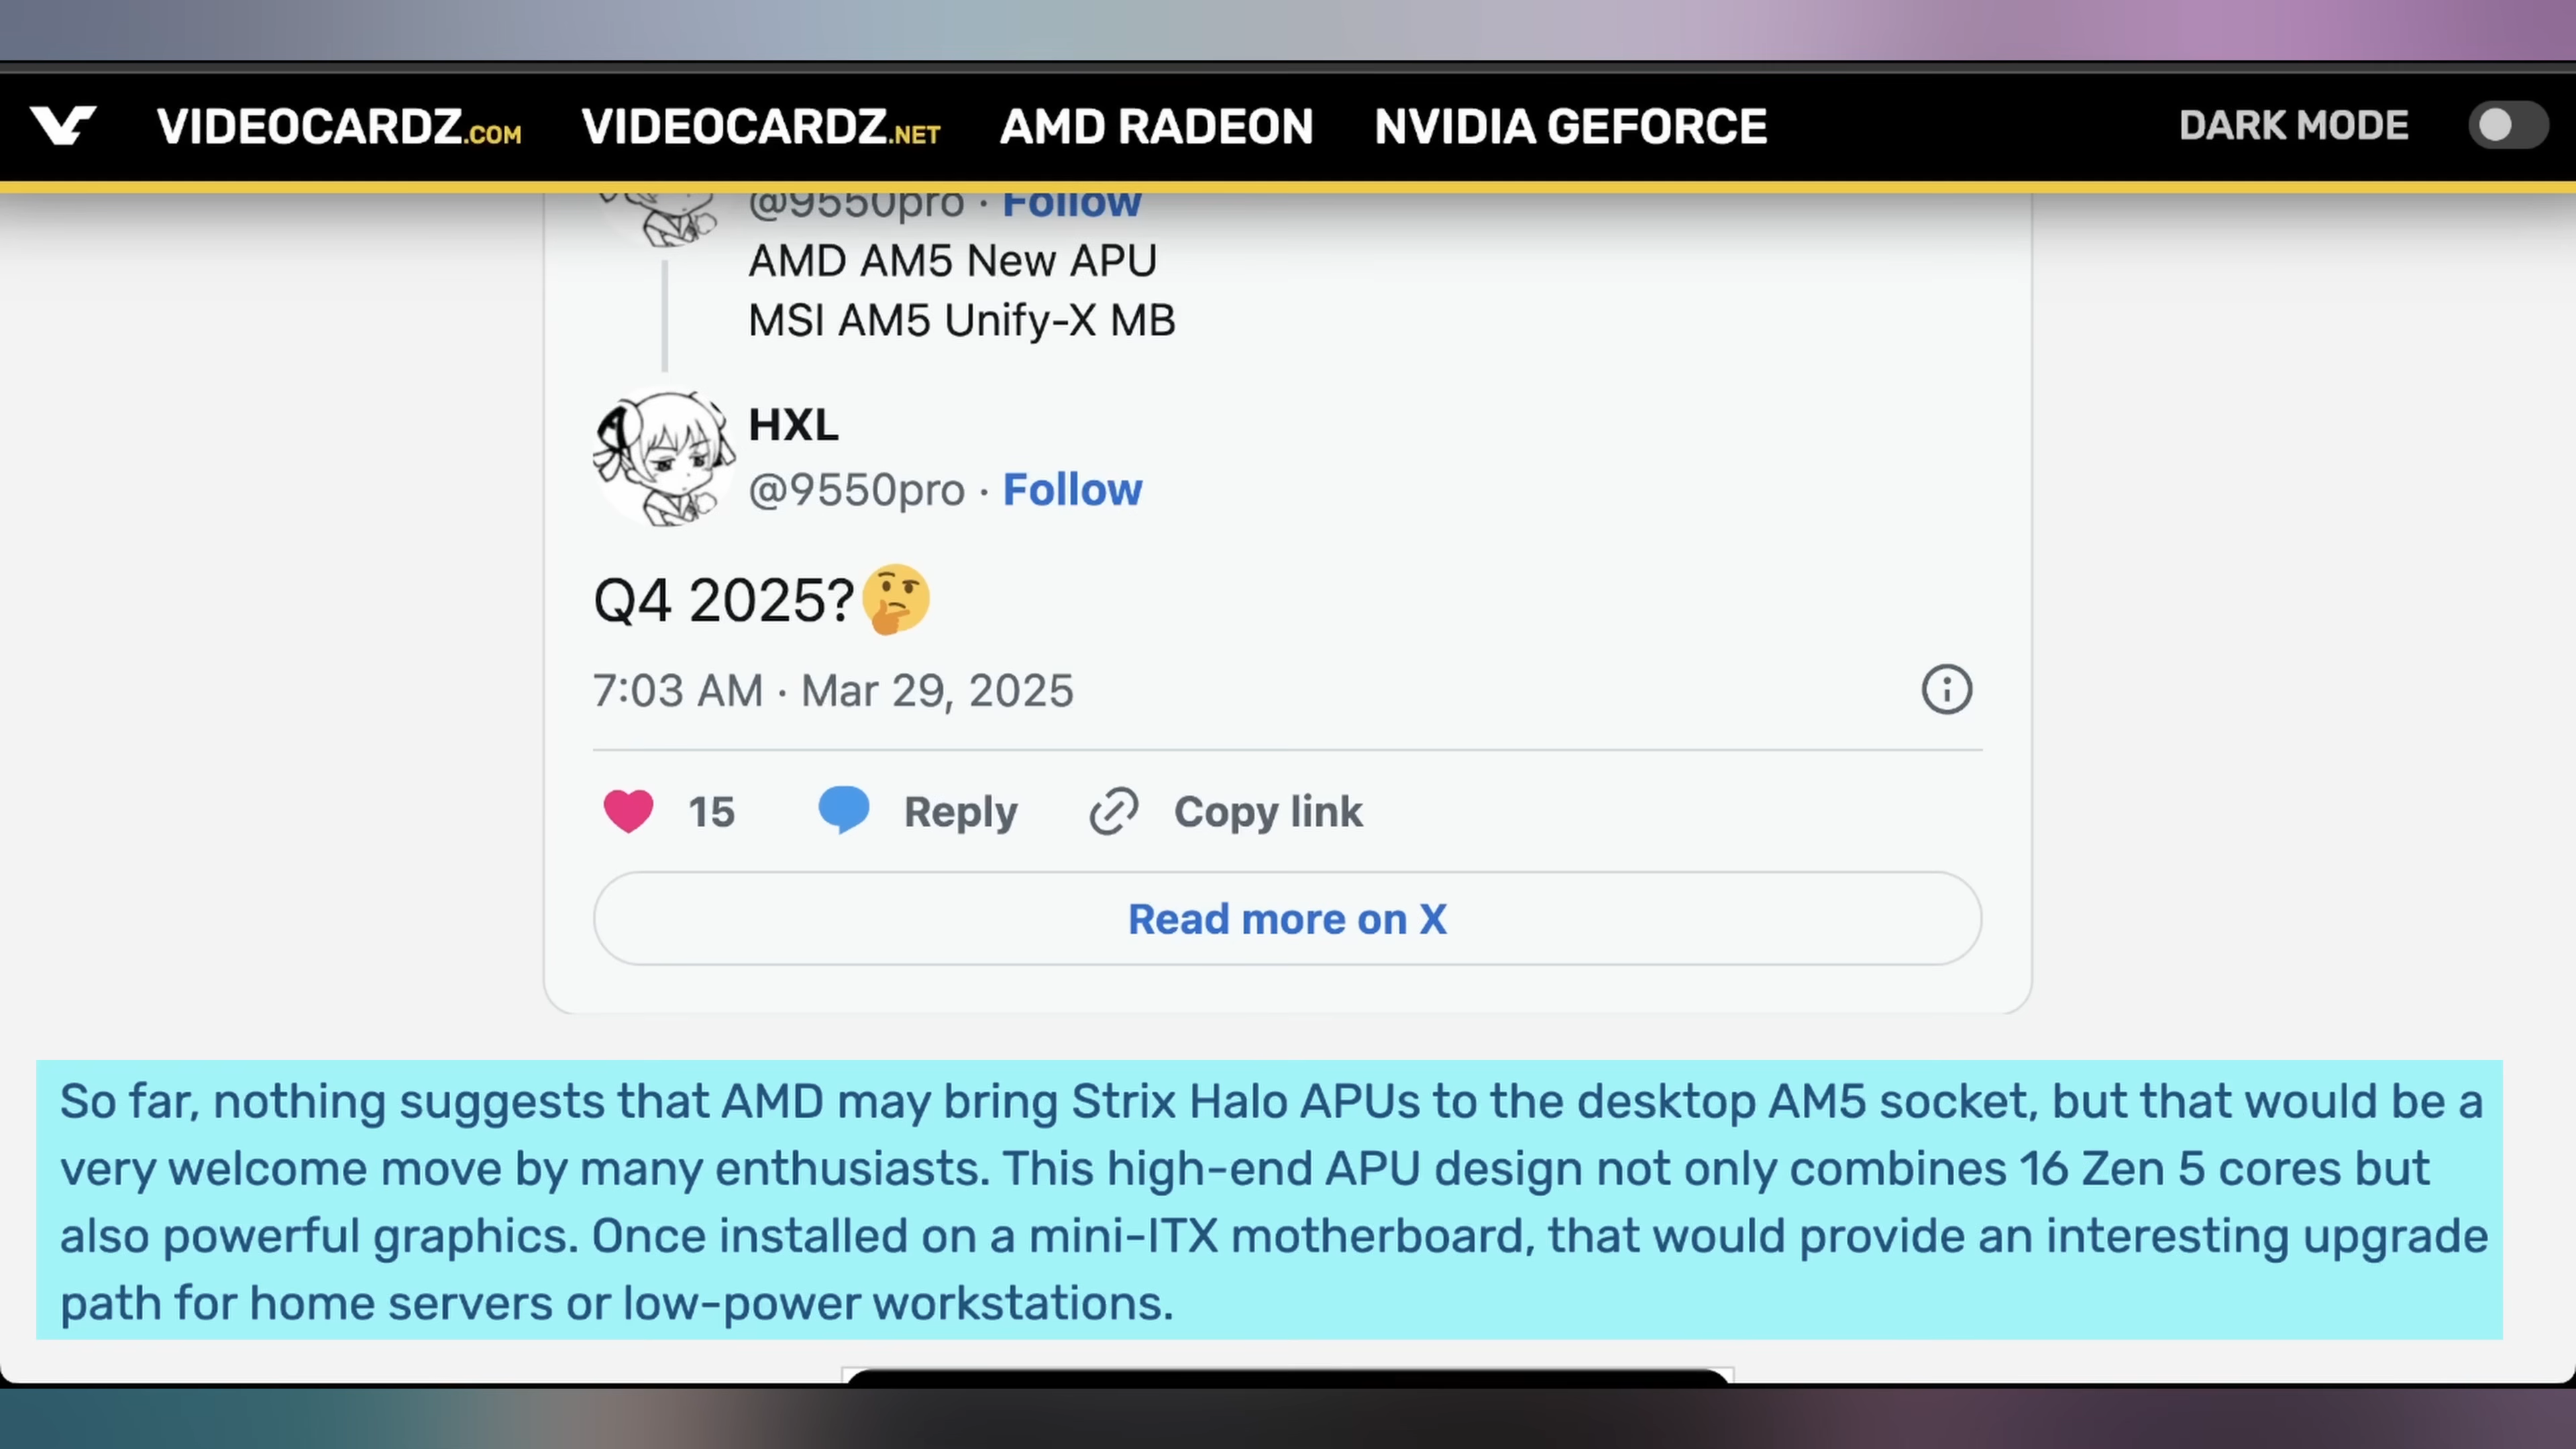 VIDEOCARDZ.COM VIDEOCARDZ.NET AMD RADEON NVIDIA GEFORCE DARK MODE
@9550pro · Follow
AMD AM5 New APU
MSI AM5 Unify-X MB
HXL
@9550pro · Follow
Q4 2025?🤔
7:03 AM · Mar 29, 2025
15 Reply Copy link
Read more on X
So far, nothing suggests that AMD may bring Strix Halo APUs to the desktop AM5 socket, but that would be a
very welcome move by many enthusiasts. This high-end APU design not only combines 16 Zen 5 cores but
also powerful graphics. Once installed on a mini-ITX motherboard, that would provide an interesting upgrade
path for home servers or low-power workstations.